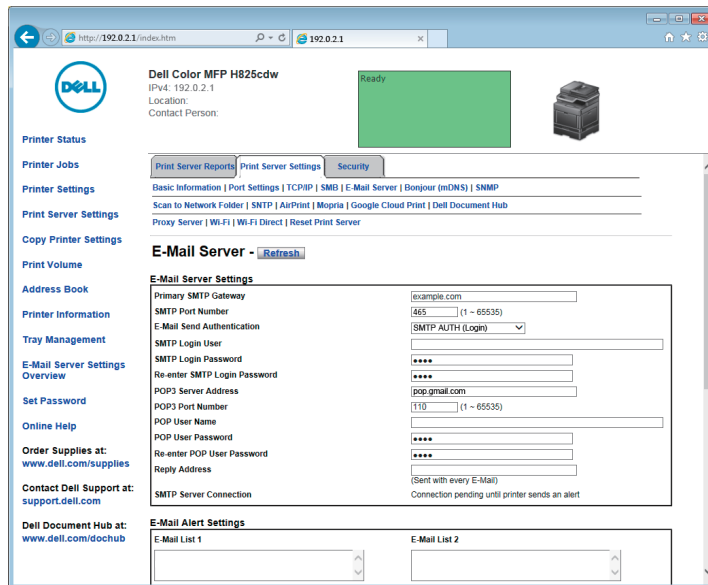 http://192.0.2.1/index.htm
192.0.2.1
DELL
Dell Color MFP H825cdw
IPv4: 192.0.2.1
Location:
Contact Person:
Ready
Printer Status
Printer Jobs
Printer Settings
Print Server Settings
Copy Printer Settings
Print Volume
Address Book
Printer Information
Tray Management
E-Mail Server Settings
Overview
Set Password
Online Help
Order Supplies at:
www.dell.com/supplies
Contact Dell Support at:
support.dell.com
Dell Document Hub at:
www.dell.com/dochub
Print Server Reports Print Server Settings Security
Basic Information | Port Settings | TCP/IP | SMB | E-Mail Server | Bonjour (mDNS) | SNMP
Scan to Network Folder | SNTP | AirPrint | Mopria | Google Cloud Print | Dell Document Hub
Proxy Server | Wi-Fi | Wi-Fi Direct | Reset Print Server
E-Mail Server - Refresh
E-Mail Server Settings
Primary SMTP Gateway example.com
SMTP Port Number 465 (1 ~ 65535)
E-Mail Send Authentication SMTP AUTH (Login)
SMTP Login User
SMTP Login Password ●●●●
Re-enter SMTP Login Password ●●●●
POP3 Server Address pop.gmail.com
POP3 Port Number 110 (1 ~ 65535)
POP User Name
POP User Password ●●●●
Re-enter POP User Password ●●●●
Reply Address
(Sent with every E-Mail)
SMTP Server Connection Connection pending until printer sends an alert
E-Mail Alert Settings
E-Mail List 1 E-Mail List 2